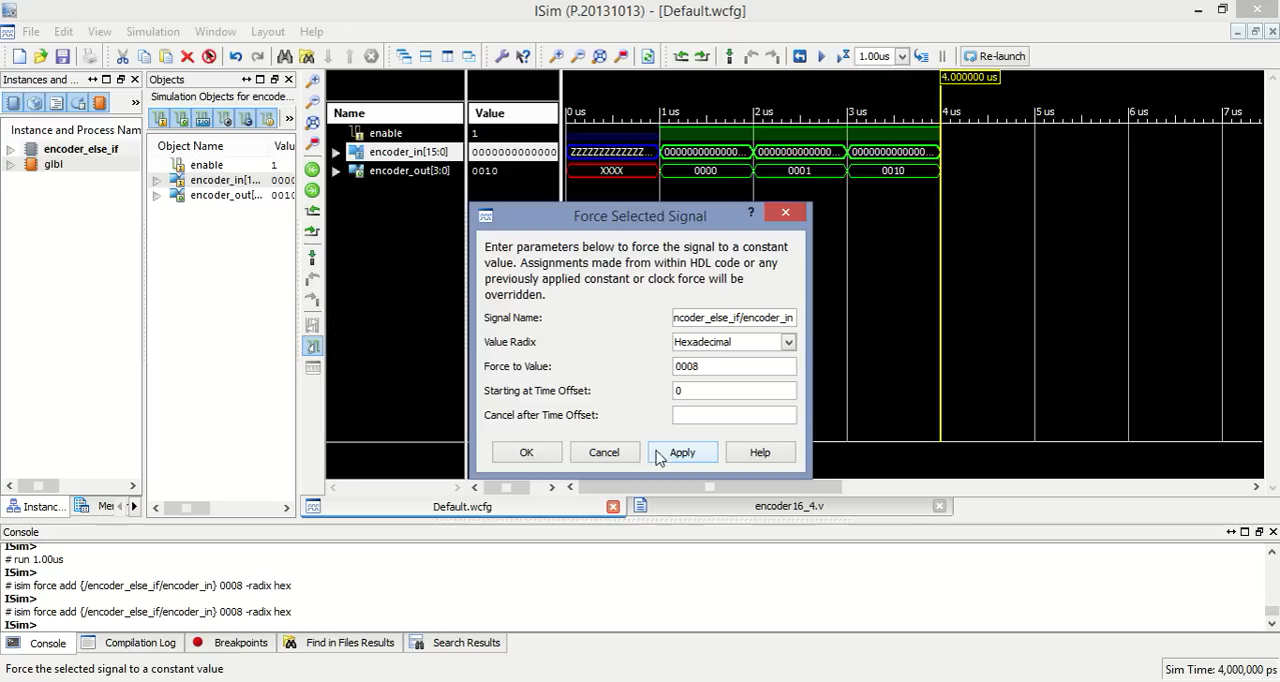 ISim (P.20131013) - [Default.wcfg]
File Edit View Simulation Window Layout Help
1.00us Re-launch
Instances and ... Objects
Simulation Objects for encode...
Instance and Process Nam
encoder_else_if
glbl
Object Name Valu
enable 1
encoder_in[1... 0000
encoder_out[... 0010
Name Value
enable 1
encoder_in[15:0] 0000000000000
encoder_out[3:0] 0010
4.000000 us
0 us 1 us 2 us 3 us 4 us 5 us 6 us 7 us
ZZZZZZZZZZZZZ... 0000000000000... 0000000000000... 0000000000000...
XXXX 0000 0001 0010
Force Selected Signal
Enter parameters below to force the signal to a constant
value. Assignments made from within HDL code or any
previously applied constant or clock force will be
overridden.
Signal Name: ncoder_else_if/encoder_in
Value Radix Hexadecimal
Force to Value: 0008
Starting at Time Offset: 0
Cancel after Time Offset:
OK Cancel Apply Help
Instanc... Mer
Default.wcfg encoder16_4.v
Console
ISim>
# run 1.00us
ISim>
# isim force add {/encoder_else_if/encoder_in} 0008 -radix hex
ISim>
# isim force add {/encoder_else_if/encoder_in} 0008 -radix hex
ISim>
Console Compilation Log Breakpoints Find in Files Results Search Results
Force the selected signal to a constant value
Sim Time: 4,000,000 ps